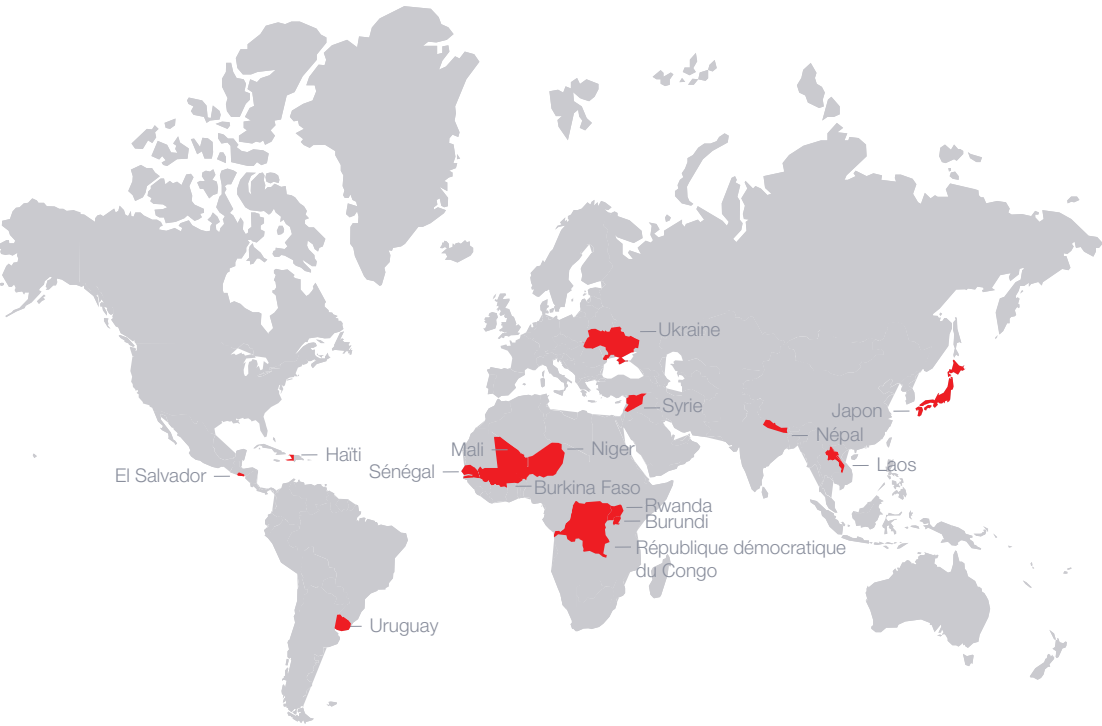 Ukraine
Syrie
Japon
Népal
Mali
Niger
Haïti
Sénégal
Laos
El Salvador
Burkina Faso
Rwanda
Burundi
République démocratique
du Congo
Uruguay